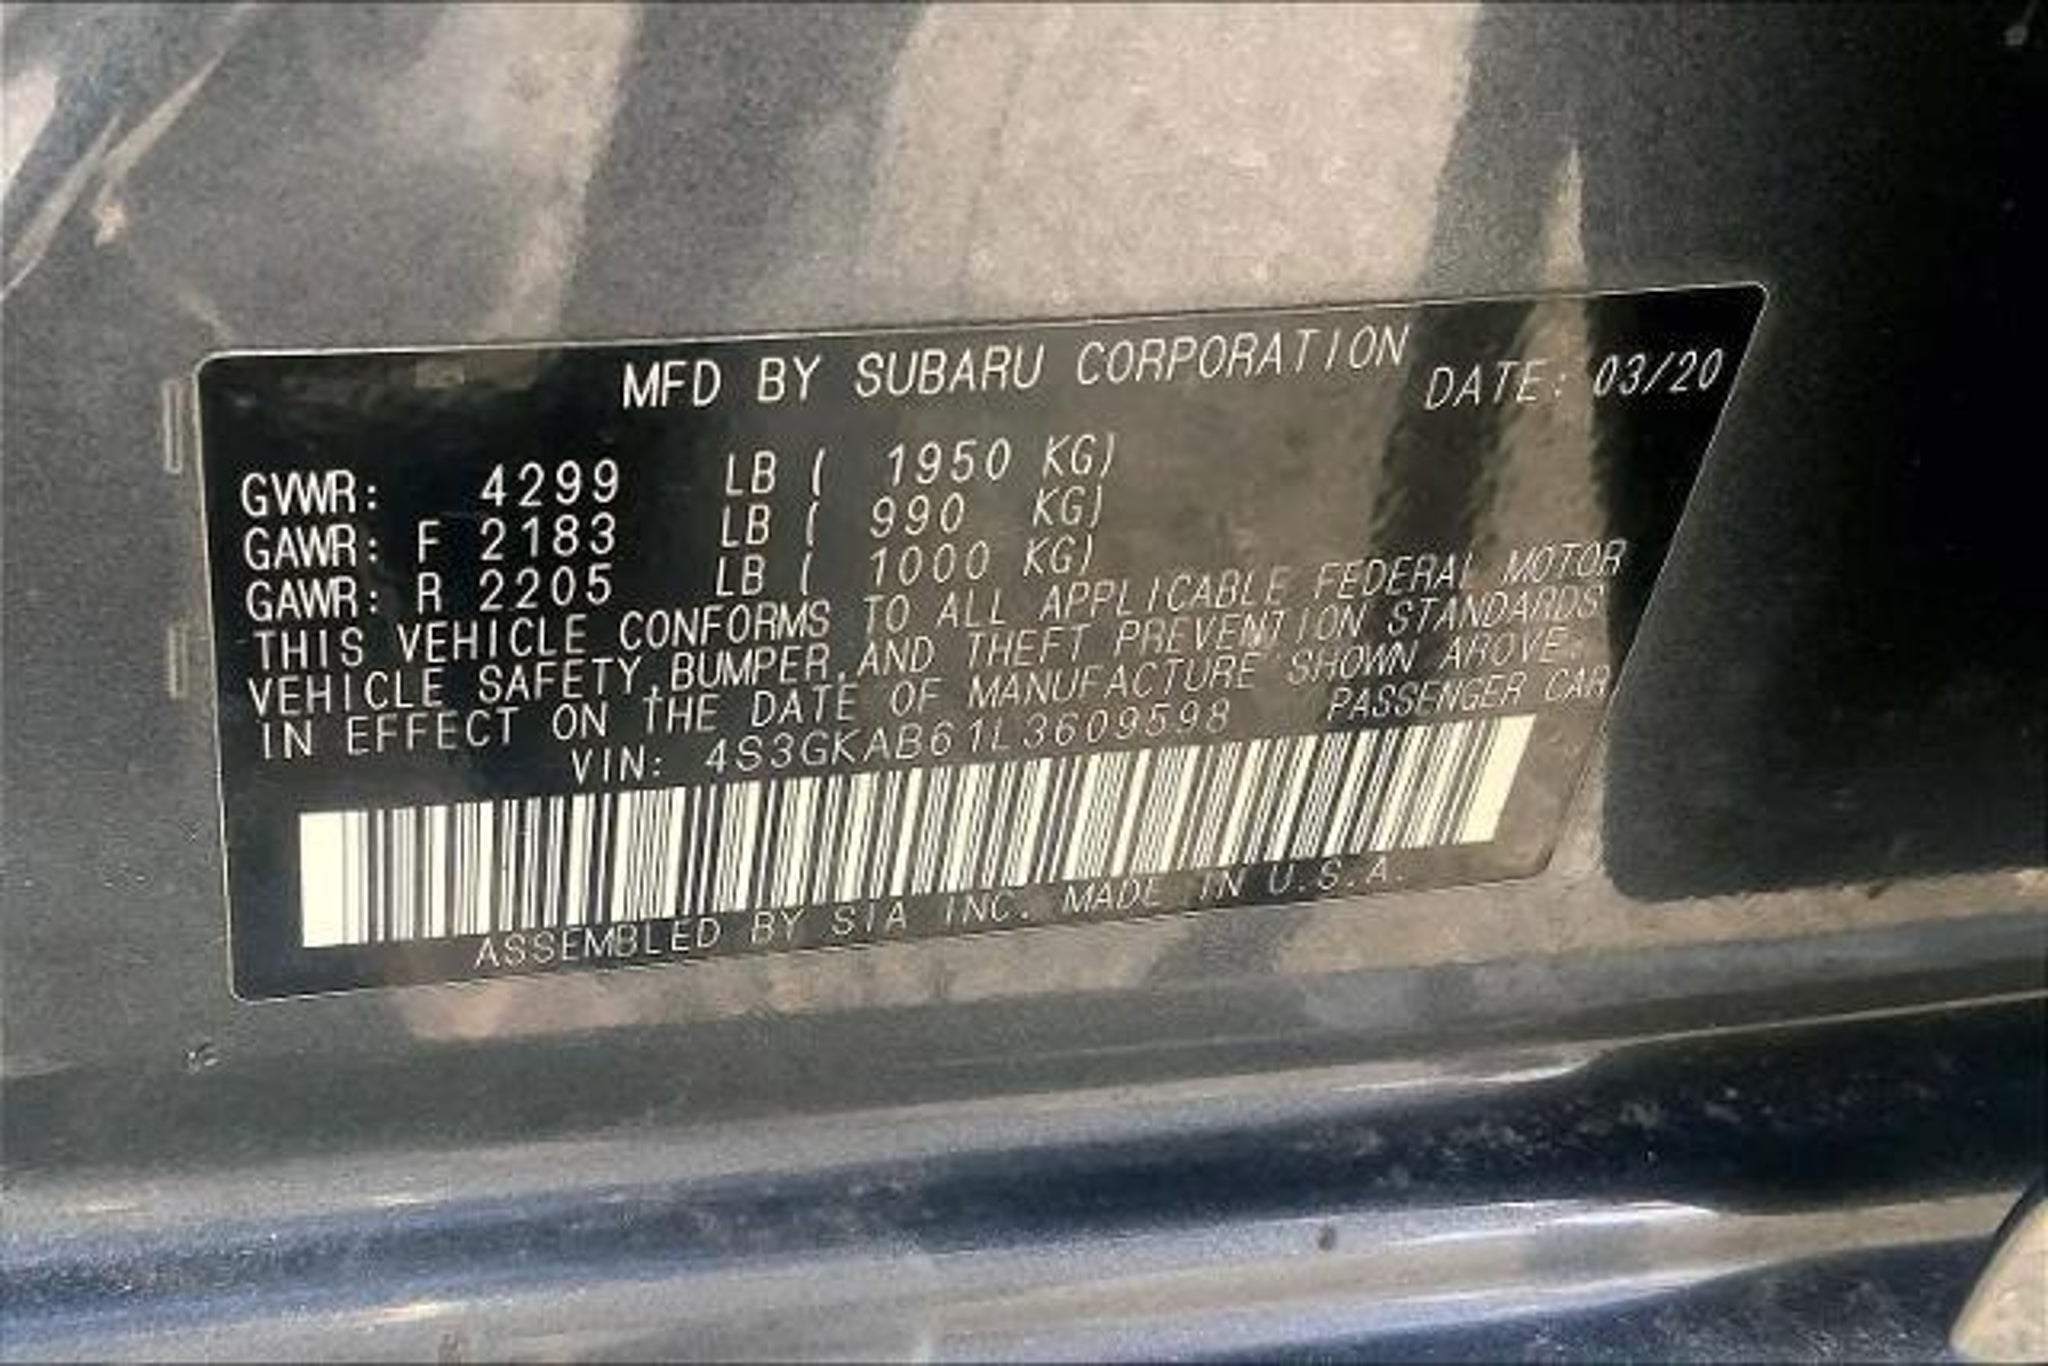 MFD BY SUBARU CORPORATION DATE: 03/20
GVWR: 4299 LB ( 1950 KG)
GAWR: F 2183 LB ( 990 KG)
GAWR: R 2205 LB ( 1000 KG)
THIS VEHICLE CONFORMS TO ALL APPLICABLE FEDERAL MOTOR
VEHICLE SAFETY,BUMPER,AND THEFT PREVENTION STANDARDS
IN EFFECT ON THE DATE OF MANUFACTURE SHOWN ABOVE.
VIN: 4S3GKAB61L3609598 PASSENGER CAR
ASSEMBLED BY SIA INC. MADE IN U.S.A.